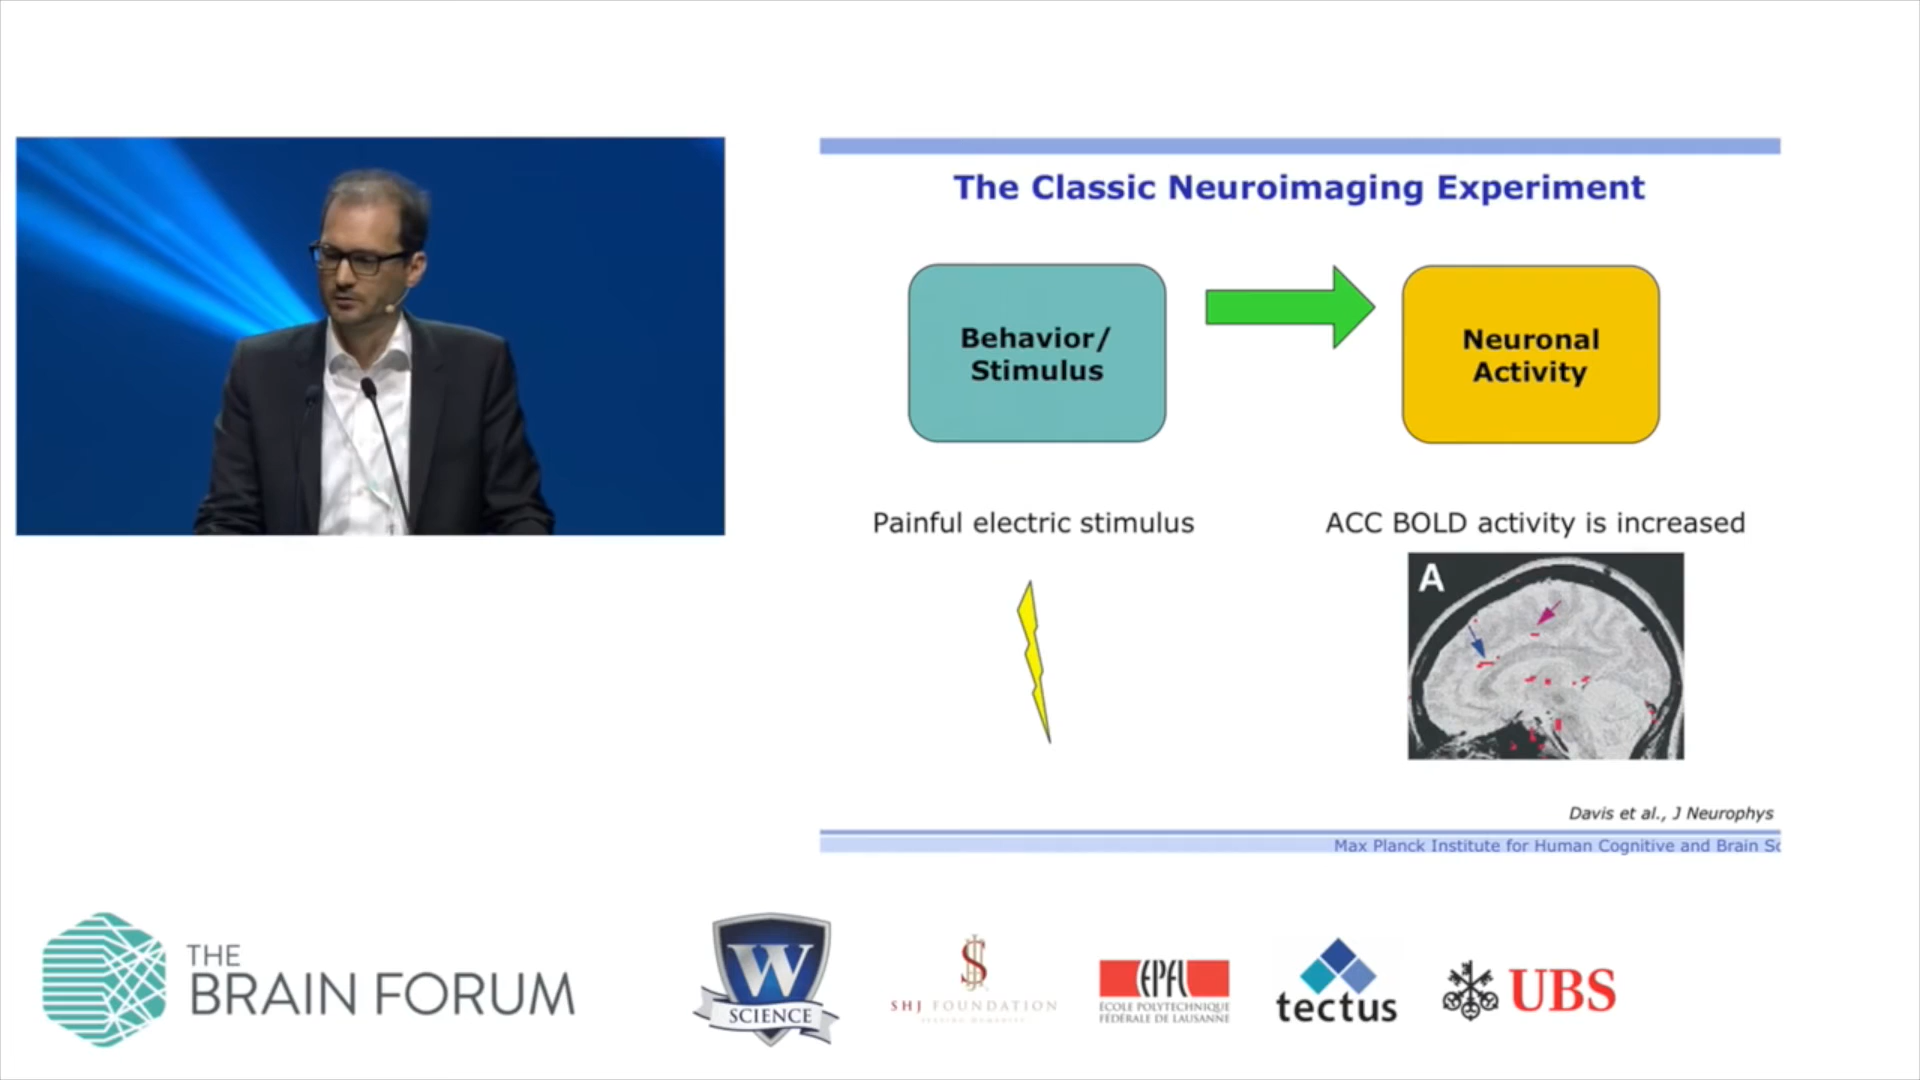 The Classic Neuroimaging Experiment
Behavior/
Stimulus
Neuronal
Activity
Painful electric stimulus
ACC BOLD activity is increased
A
Davis et al., J Neurophys
Max Planck Institute for Human Cognitive and Brain Sc
THE
BRAIN FORUM
W
SCIENCE
SHJ FOUNDATION
EPFL
ÉCOLE POLYTECHNIQUE
FÉDÉRALE DE LAUSANNE
tectus
UBS